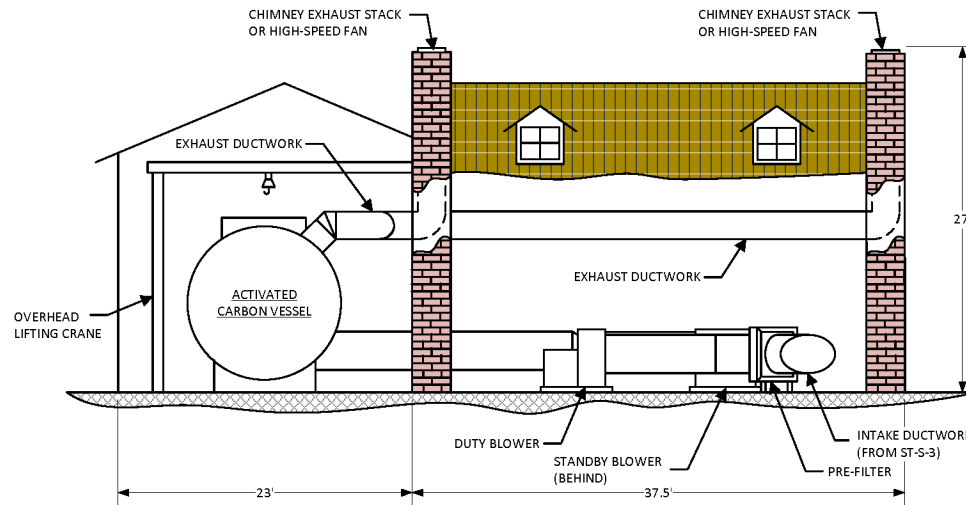 CHIMNEY EXHAUST STACK
OR HIGH-SPEED FAN
CHIMNEY EXHAUST STACK
OR HIGH-SPEED FAN
EXHAUST DUCTWORK
27
EXHAUST DUCTWORK
ACTIVATED
CARBON VESSEL
OVERHEAD
LIFTING CRANE
DUTY BLOWER
STANDBY BLOWER
(BEHIND)
INTAKE DUCTWORK
(FROM ST-S-3)
PRE-FILTER
23'
37.5'